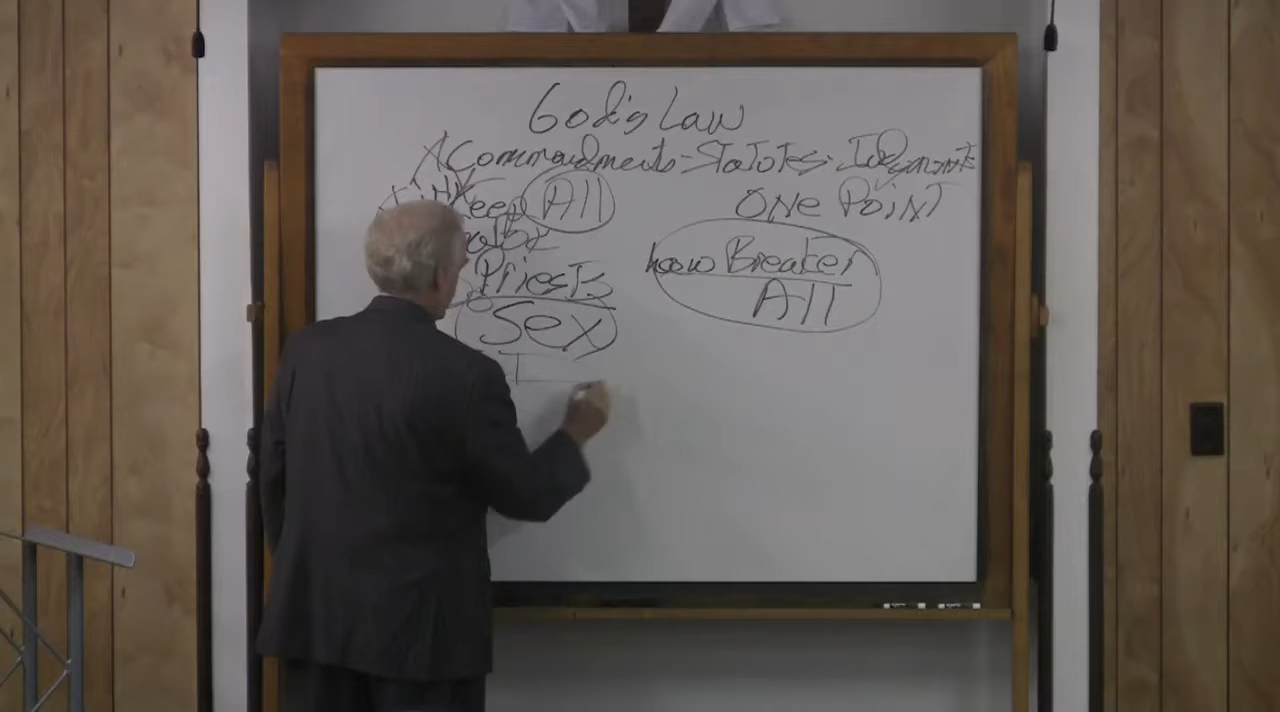 God's Law
Commandments - Statutes - Judgments
Keep All
ONE POINT
Priests
Law Breaker
All
Sex